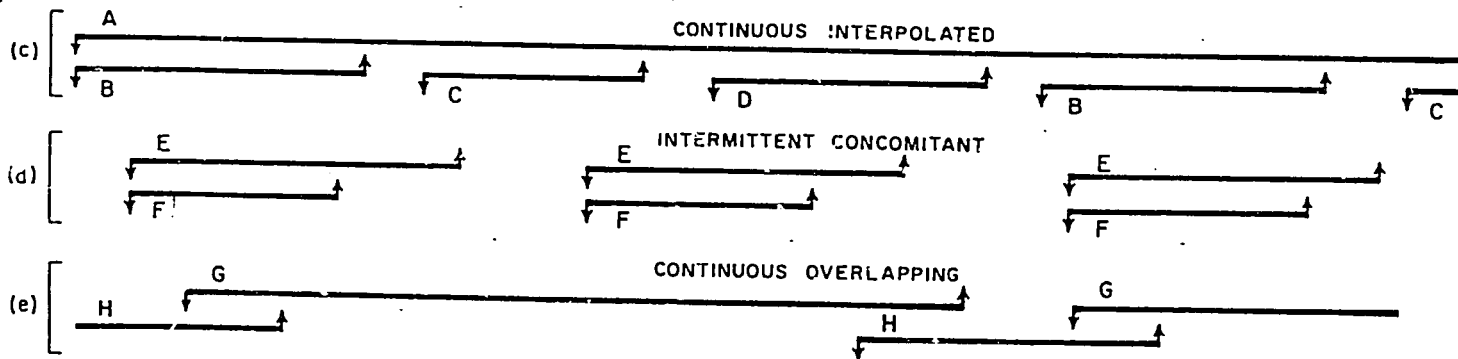 A
(c) CONTINUOUS INTERPOLATED
B C D B C
E INTERMITTENT CONCOMITANT E E
(d)
F F F
G CONTINUOUS OVERLAPPING G
(e) H H